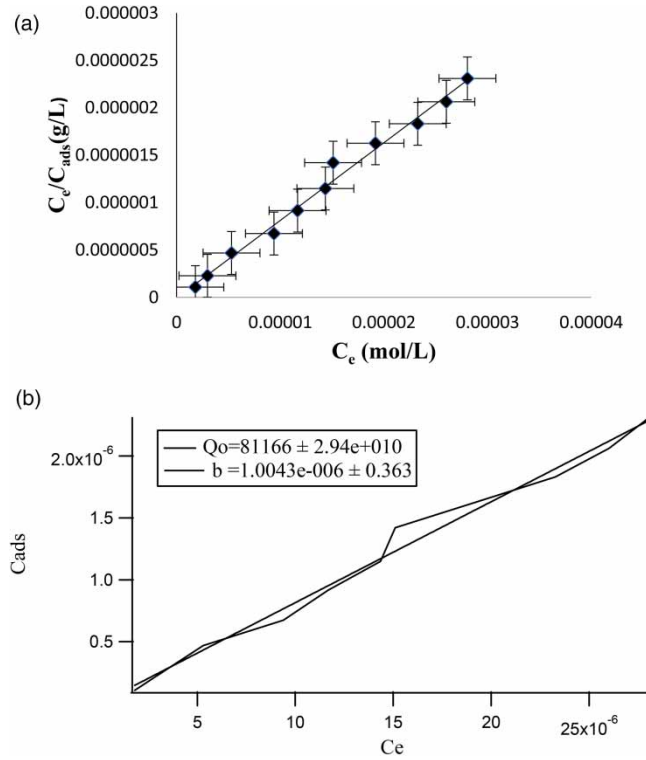 (a)
0.000003
0.0000025
0.000002
0.0000015
0.000001
0.0000005
0
Cₑ/Cₐdₛ(g/L)
0 0.00001 0.00002 0.00003 0.00004
Cₑ (mol/L)
(b)
Qo=81166 ± 2.94e+010
b =1.0043e-006 ± 0.363
2.0x10⁻⁶
1.5
1.0
0.5
Cads
5 10 15 20 25x10⁻⁶
Ce